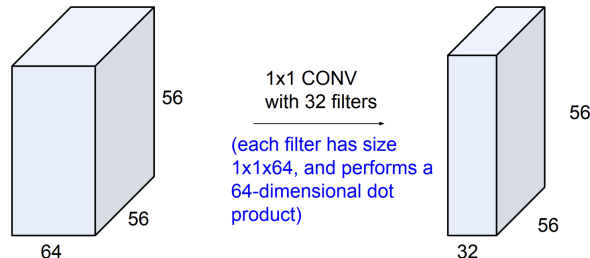 56
56
64
1x1 CONV
with 32 filters
(each filter has size
1x1x64, and performs a
64-dimensional dot
product)
56
56
32